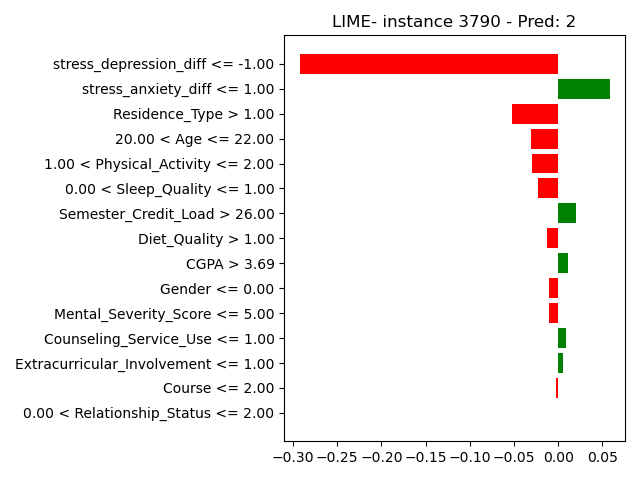 LIME- instance 3790 - Pred: 2
stress_depression_diff <= -1.00
stress_anxiety_diff <= 1.00
Residence_Type > 1.00
20.00 < Age <= 22.00
1.00 < Physical_Activity <= 2.00
0.00 < Sleep_Quality <= 1.00
Semester_Credit_Load > 26.00
Diet_Quality > 1.00
CGPA > 3.69
Gender <= 0.00
Mental_Severity_Score <= 5.00
Counseling_Service_Use <= 1.00
Extracurricular_Involvement <= 1.00
Course <= 2.00
0.00 < Relationship_Status <= 2.00
−0.30 −0.25 −0.20 −0.15 −0.10 −0.05 0.00 0.05